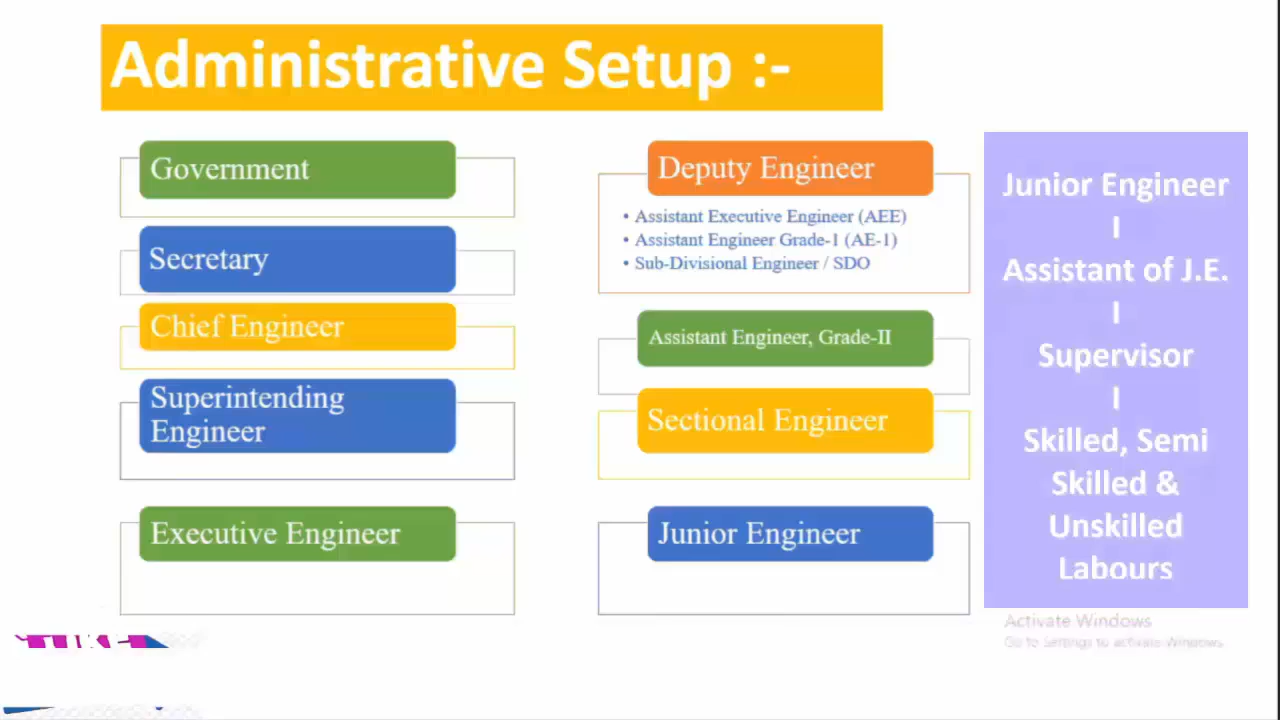 Administrative Setup :-
Government
Secretary
Chief Engineer
Superintending
Engineer
Executive Engineer
Deputy Engineer
• Assistant Executive Engineer (AEE)
• Assistant Engineer Grade-1 (AE-1)
• Sub-Divisional Engineer / SDO
Assistant Engineer, Grade-II
Sectional Engineer
Junior Engineer
Junior Engineer
I
Assistant of J.E.
I
Supervisor
I
Skilled, Semi
Skilled &
Unskilled
Labours
Activate Windows
Go to Settings to activate Windows.